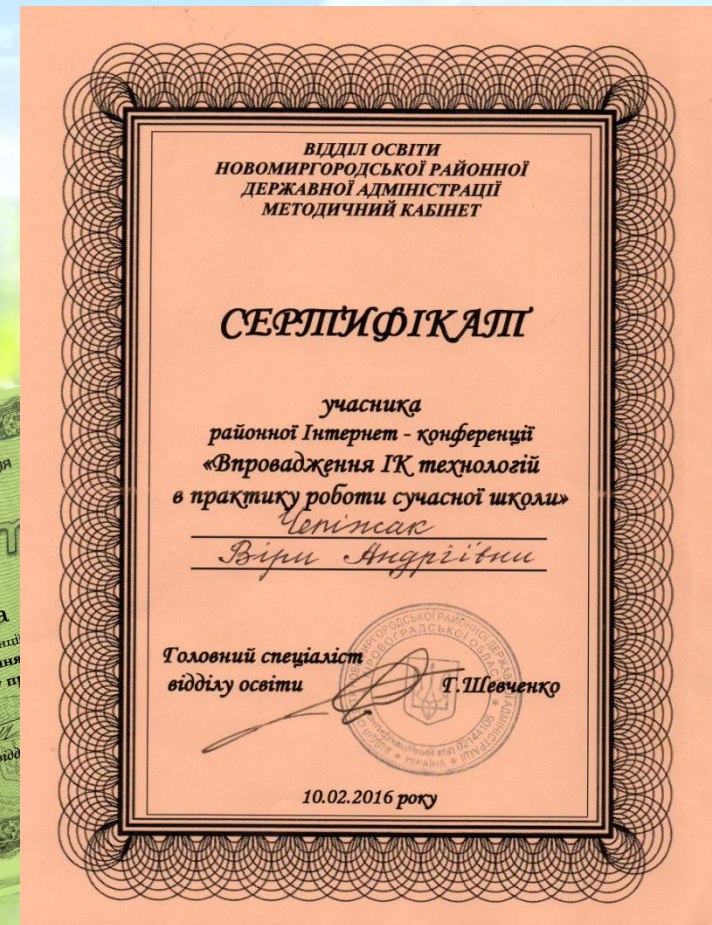 ВІДДІЛ ОСВІТИ
НОВОМИРГОРОДСЬКОЇ РАЙОННОЇ
ДЕРЖАВНОЇ АДМІНІСТРАЦІЇ
МЕТОДИЧНИЙ КАБІНЕТ
СЕРТИФІКАТ
учасника
районної Інтернет - конференції
«Впровадження ІК технологій
в практику роботи сучасної школи»
Чепіжак
Віри Андріївни
Головний спеціаліст
відділу освіти Г.Шевченко
10.02.2016 року